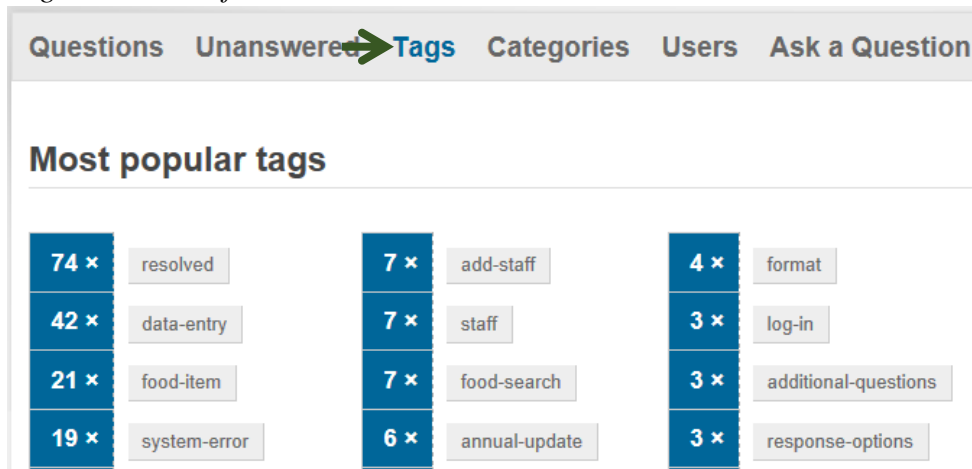 Questions Unanswered Tags Categories Users Ask a Question
Most popular tags
74 × resolved 7 × add-staff 4 × format
42 × data-entry 7 × staff 3 × log-in
21 × food-item 7 × food-search 3 × additional-questions
19 × system-error 6 × annual-update 3 × response-options